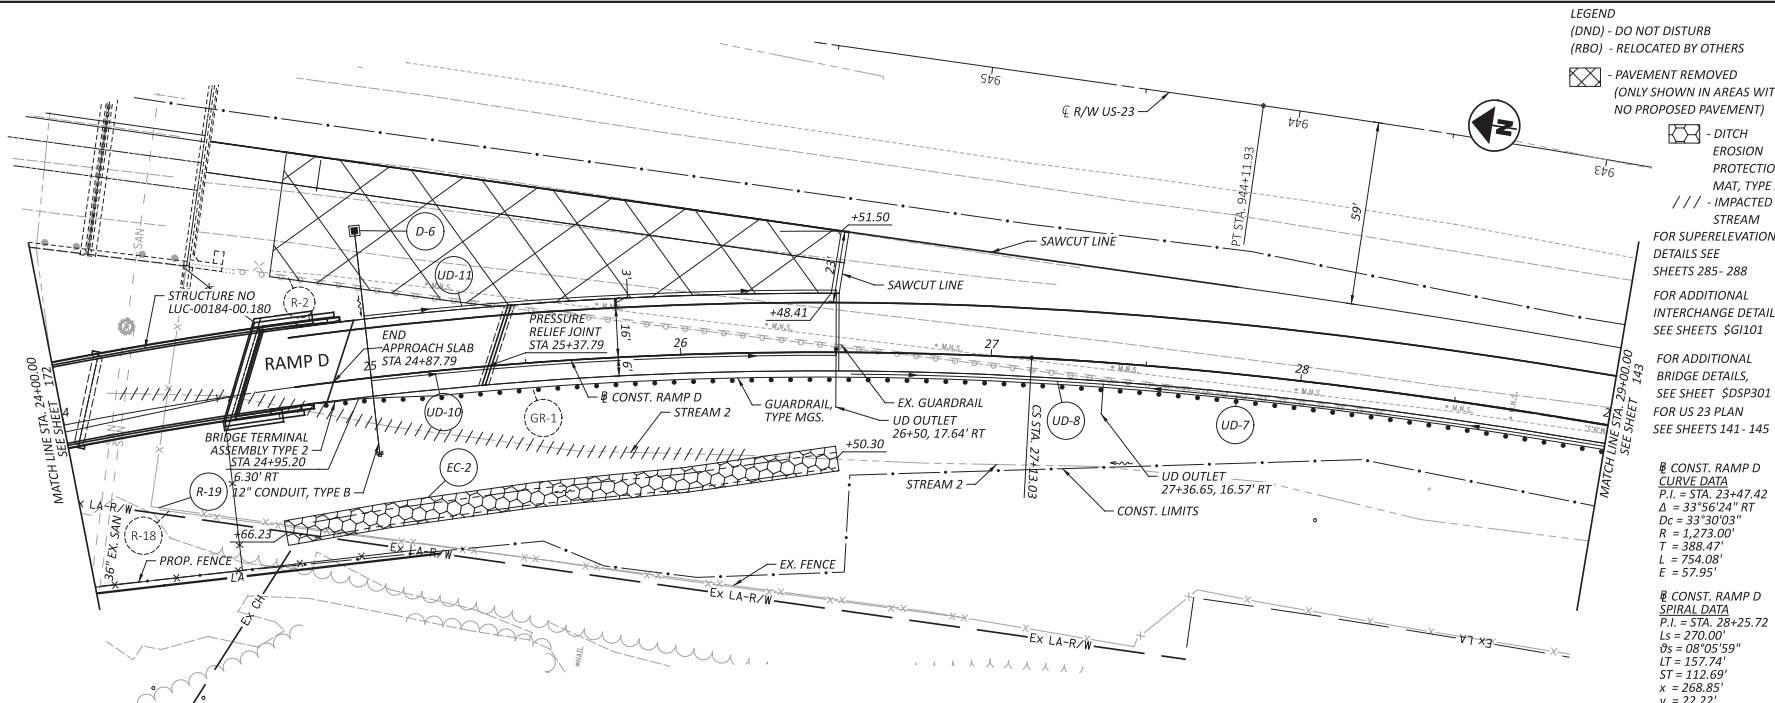 LEGEND
(DND) - DO NOT DISTURB
(RBO) - RELOCATED BY OTHERS
- PAVEMENT REMOVED
(ONLY SHOWN IN AREAS WIT
NO PROPOSED PAVEMENT)
- DITCH
EROSION
PROTECTIO
MAT, TYPE
/ / / - IMPACTED
STREAM
FOR SUPERELEVATION
DETAILS SEE
SHEETS 285- 288
FOR ADDITIONAL
INTERCHANGE DETAIL
SEE SHEETS $GI101
FOR ADDITIONAL
BRIDGE DETAILS,
SEE SHEET $DSP301
FOR US 23 PLAN
SEE SHEETS 141- 145
℄ R/W US-23
945
944
943
N
PT STA. 944+11.93
59'
+51.50
SAWCUT LINE
23'
SAWCUT LINE
+48.41
D-6
UD-11
R-2
3'
16'
6'
STRUCTURE NO
LUC-00184-00.180
RAMP D
END
APPROACH SLAB
STA 24+87.79
PRESSURE
RELIEF JOINT
STA 25+37.79
25
26
27
28
2
4
MATCH LINE STA. 24+00.00
SEE SHEET 172
MATCH LINE STA. 29+00.00
SEE SHEET 143
SAN
SAN
M.N.S.
M.N.S.
M.N.S.
M.N.S.
M.N.S.
M.N.S.
M.N.S.
M.N.S.
UD-10
GR-1
B CONST. RAMP D
STREAM 2
GUARDRAIL,
TYPE MGS.
EX. GUARDRAIL
UD OUTLET
26+50, 17.64' RT
CS STA. 27+13.03
UD-8
UD-7
BRIDGE TERMINAL
ASSEMBLY TYPE 2
STA 24+95.20
6.30' RT
12" CONDUIT, TYPE B
EC-2
+50.30
STREAM 2
UD OUTLET
27+36.65, 16.57' RT
CONST. LIMITS
R-19
R-18
+66.23
LA-R/W
36" EX. SAN
PROP. FENCE
LA
Ex LA-R/W
EX. FENCE
Ex LA-R/W
Ex LA-R/W
Ex LA
Ex CH
NAIL
B CONST. RAMP D
CURVE DATA
P.I. = STA. 23+47.42
Δ = 33°56'24" RT
Dc = 33°30'03"
R = 1,273.00'
T = 388.47'
L = 754.08'
E = 57.95'
B CONST. RAMP D
SPIRAL DATA
P.I. = STA. 28+25.72
Ls = 270.00'
θs = 08°05'59"
LT = 157.74'
ST = 112.69'
x = 268.85'
y = 22.22'